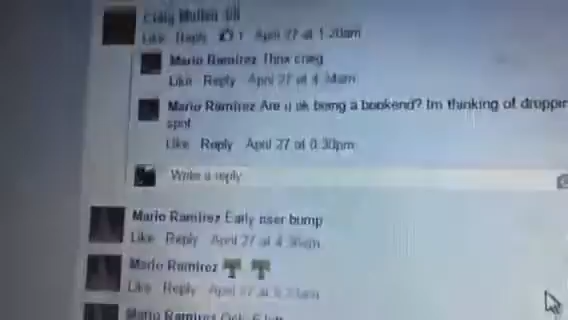 Craig Mullen
Like Reply 1 April 27 at 1:20am
Mario Ramirez Thnx craig
Like Reply April 27 at 4:34am
Mario Ramirez Are u ok being a bookend? Im thinking of droppin
spot
Like Reply April 27 at 0:30pm
Write a reply
Mario Ramirez Early riser bump
Like Reply April 27 at 4:36am
Mario Ramirez
Like Reply April 27 at
Mario Ramirez Only 6 left